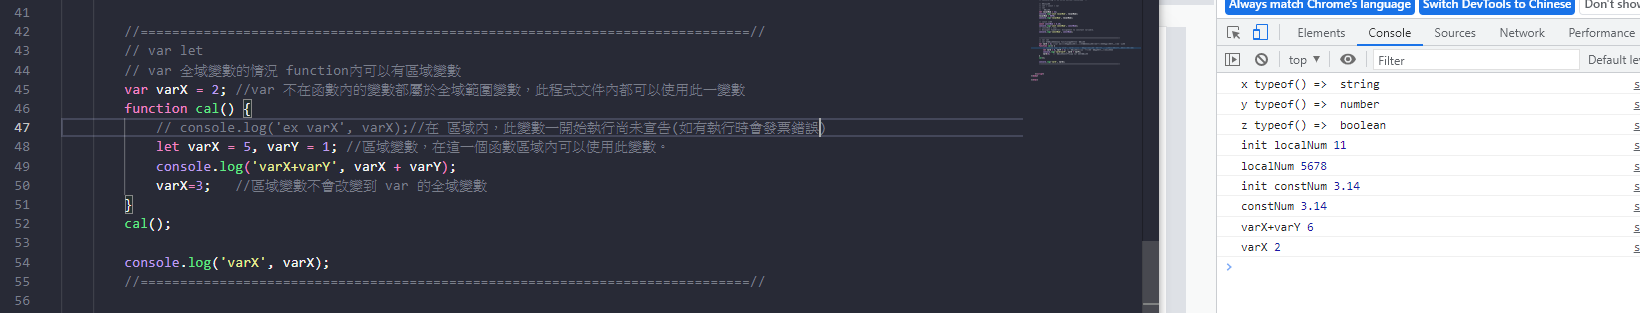 41
42 //=============================================================================//
43 // var let
44 // var 全域變數的情況 function內可以有區域變數
45 var varX = 2; //var 不在函數內的變數都屬於全域範圍變數，此程式文件內都可以使用此一變數
46 function cal() {
47 // console.log('ex varX', varX);//在 區域內，此變數一開始執行尚未宣告(如有執行時會發票錯誤)
48 let varX = 5, varY = 1; //區域變數，在這一個函數區域內可以使用此變數。
49 console.log('varX+varY', varX + varY);
50 varX=3; //區域變數不會改變到 var 的全域變數
51 }
52 cal();
53
54 console.log('varX', varX);
55 //=============================================================================//
56
Always match Chrome's language Switch DevTools to Chinese Don't show
Elements Console Sources Network Performance
top ▼ Filter Default le
x typeof() => string s
y typeof() => number s
z typeof() => boolean s
init localNum 11 s
localNum 5678 s
init constNum 3.14 s
constNum 3.14 s
varX+varY 6 s
varX 2 s
>